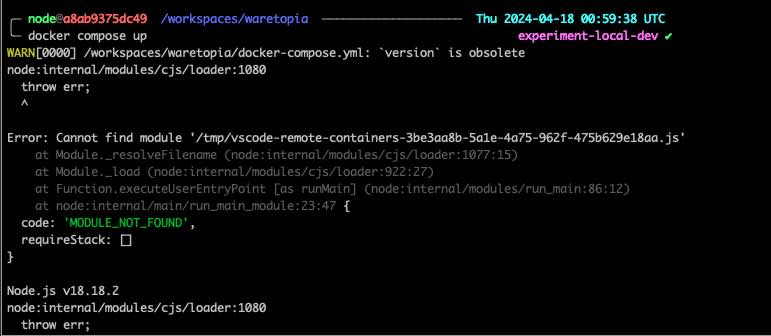 node@a8ab9375dc49 /workspaces/waretopia Thu 2024-04-18 00:59:38 UTC
docker compose up experiment-local-dev ✔
WARN[0000] /workspaces/waretopia/docker-compose.yml: `version` is obsolete
node:internal/modules/cjs/loader:1080
  throw err;
  ^

Error: Cannot find module '/tmp/vscode-remote-containers-3be3aa8b-5a1e-4a75-962f-475b629e18aa.js'
    at Module._resolveFilename (node:internal/modules/cjs/loader:1077:15)
    at Module._load (node:internal/modules/cjs/loader:922:27)
    at Function.executeUserEntryPoint [as runMain] (node:internal/modules/run_main:86:12)
    at node:internal/main/run_main_module:23:47 {
  code: 'MODULE_NOT_FOUND',
  requireStack: []
}

Node.js v18.18.2
node:internal/modules/cjs/loader:1080
  throw err;